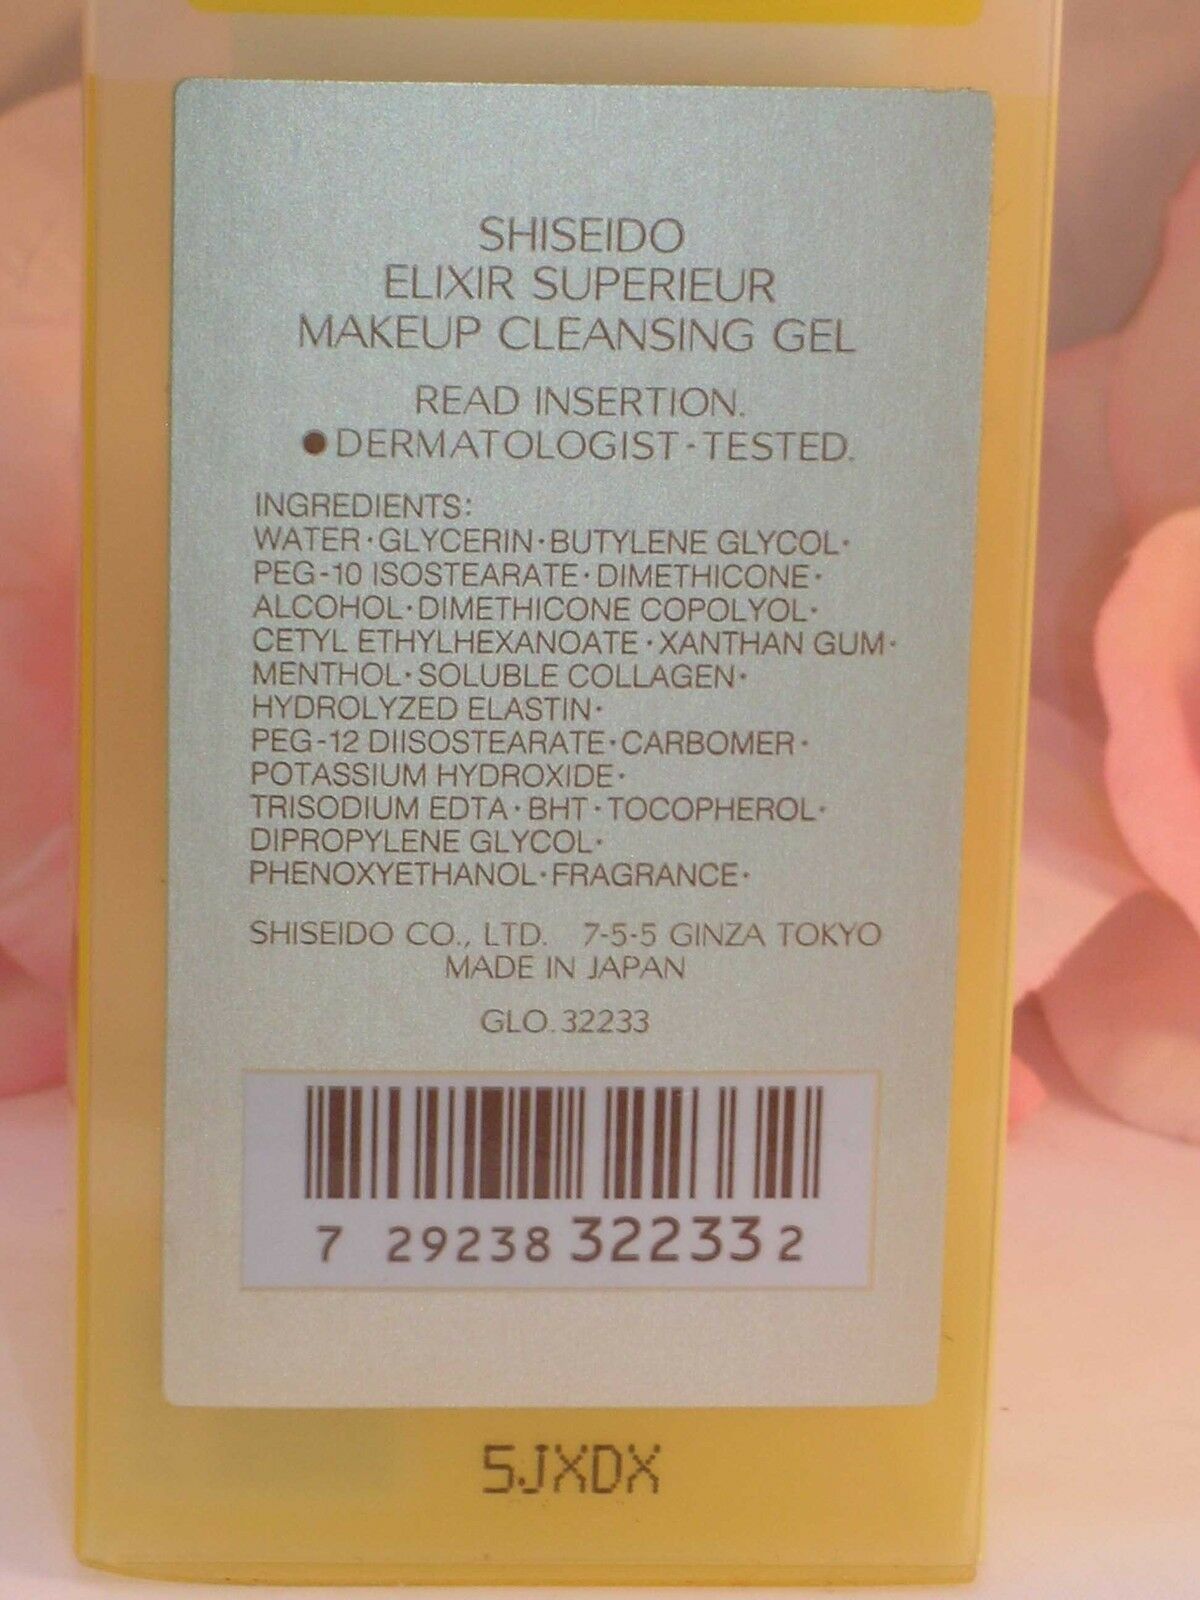 SHISEIDO
ELIXIR SUPERIEUR
MAKEUP CLEANSING GEL
READ INSERTION.
●DERMATOLOGIST-TESTED.
INGREDIENTS:
WATER·GLYCERIN·BUTYLENE GLYCOL·
PEG-10 ISOSTEARATE·DIMETHICONE·
ALCOHOL·DIMETHICONE COPOLYOL·
CETYL ETHYLHEXANOATE·XANTHAN GUM·
MENTHOL·SOLUBLE COLLAGEN·
HYDROLYZED ELASTIN·
PEG-12 DIISOSTEARATE·CARBOMER·
POTASSIUM HYDROXIDE·
TRISODIUM EDTA·BHT·TOCOPHEROL·
DIPROPYLENE GLYCOL·
PHENOXYETHANOL·FRAGRANCE·
SHISEIDO CO., LTD. 7-5-5 GINZA TOKYO
MADE IN JAPAN
GLO. 32233
7 29238 32233 2
5JXDX